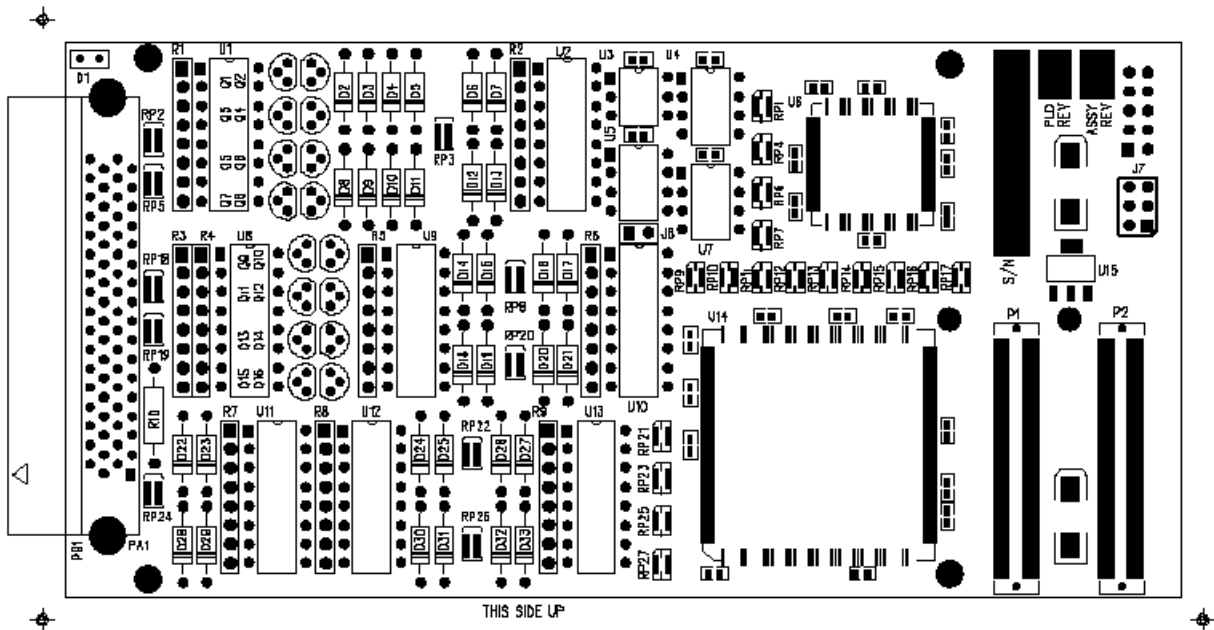 R1
U1
R2
U2
U3
U4
D1
Q1
Q2
D2
D3
D4
D5
D6
D7
U6
RP1
PLD REV
ASSY REV
RP2
Q5
Q4
RP3
U5
RP4
Q6
J7
RP5
Q7
D8
D9
D10
D11
D12
D13
RP6
RP7
U7
R3
R4
U8
R5
U9
R6
J8
S/N
U15
RP18
Q9
Q10
Q11
Q12
D14
D16
RP8
D18
D17
RP9
RP10
RP11
RP12
RP13
RP14
RP15
RP16
RP17
RP19
Q13
Q14
RP20
U14
P1
P2
Q15
Q16
D20
D21
U10
R10
R7
U11
R8
U12
RP22
R9
U13
D22
D23
D24
D25
D27
RP21
RP23
RP24
RP25
RP26
RP27
D28
D29
D30
D31
D32
D33
PB1
PA1
THIS SIDE UP